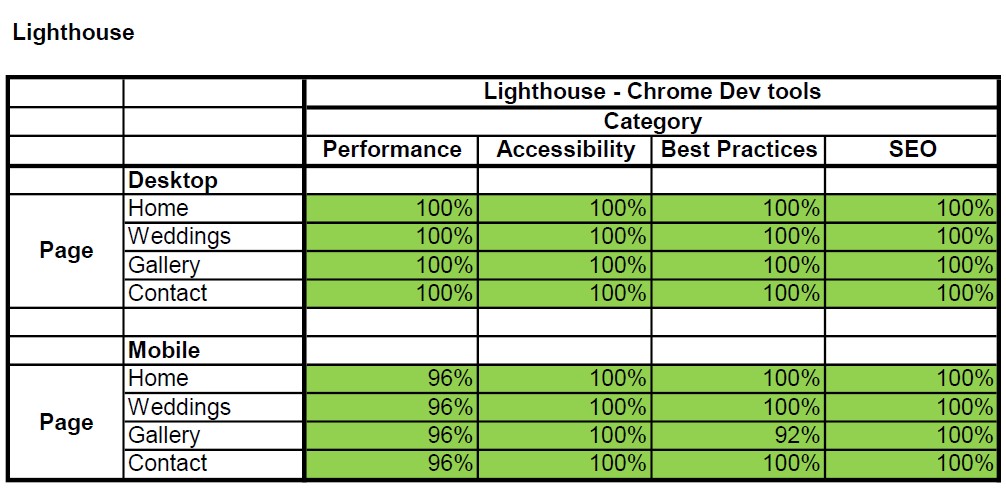 Lighthouse
Lighthouse - Chrome Dev tools
Category
Performance Accessibility Best Practices SEO
Desktop
Page
Home 100% 100% 100% 100%
Weddings 100% 100% 100% 100%
Gallery 100% 100% 100% 100%
Contact 100% 100% 100% 100%
Mobile
Page
Home 96% 100% 100% 100%
Weddings 96% 100% 100% 100%
Gallery 96% 100% 92% 100%
Contact 96% 100% 100% 100%